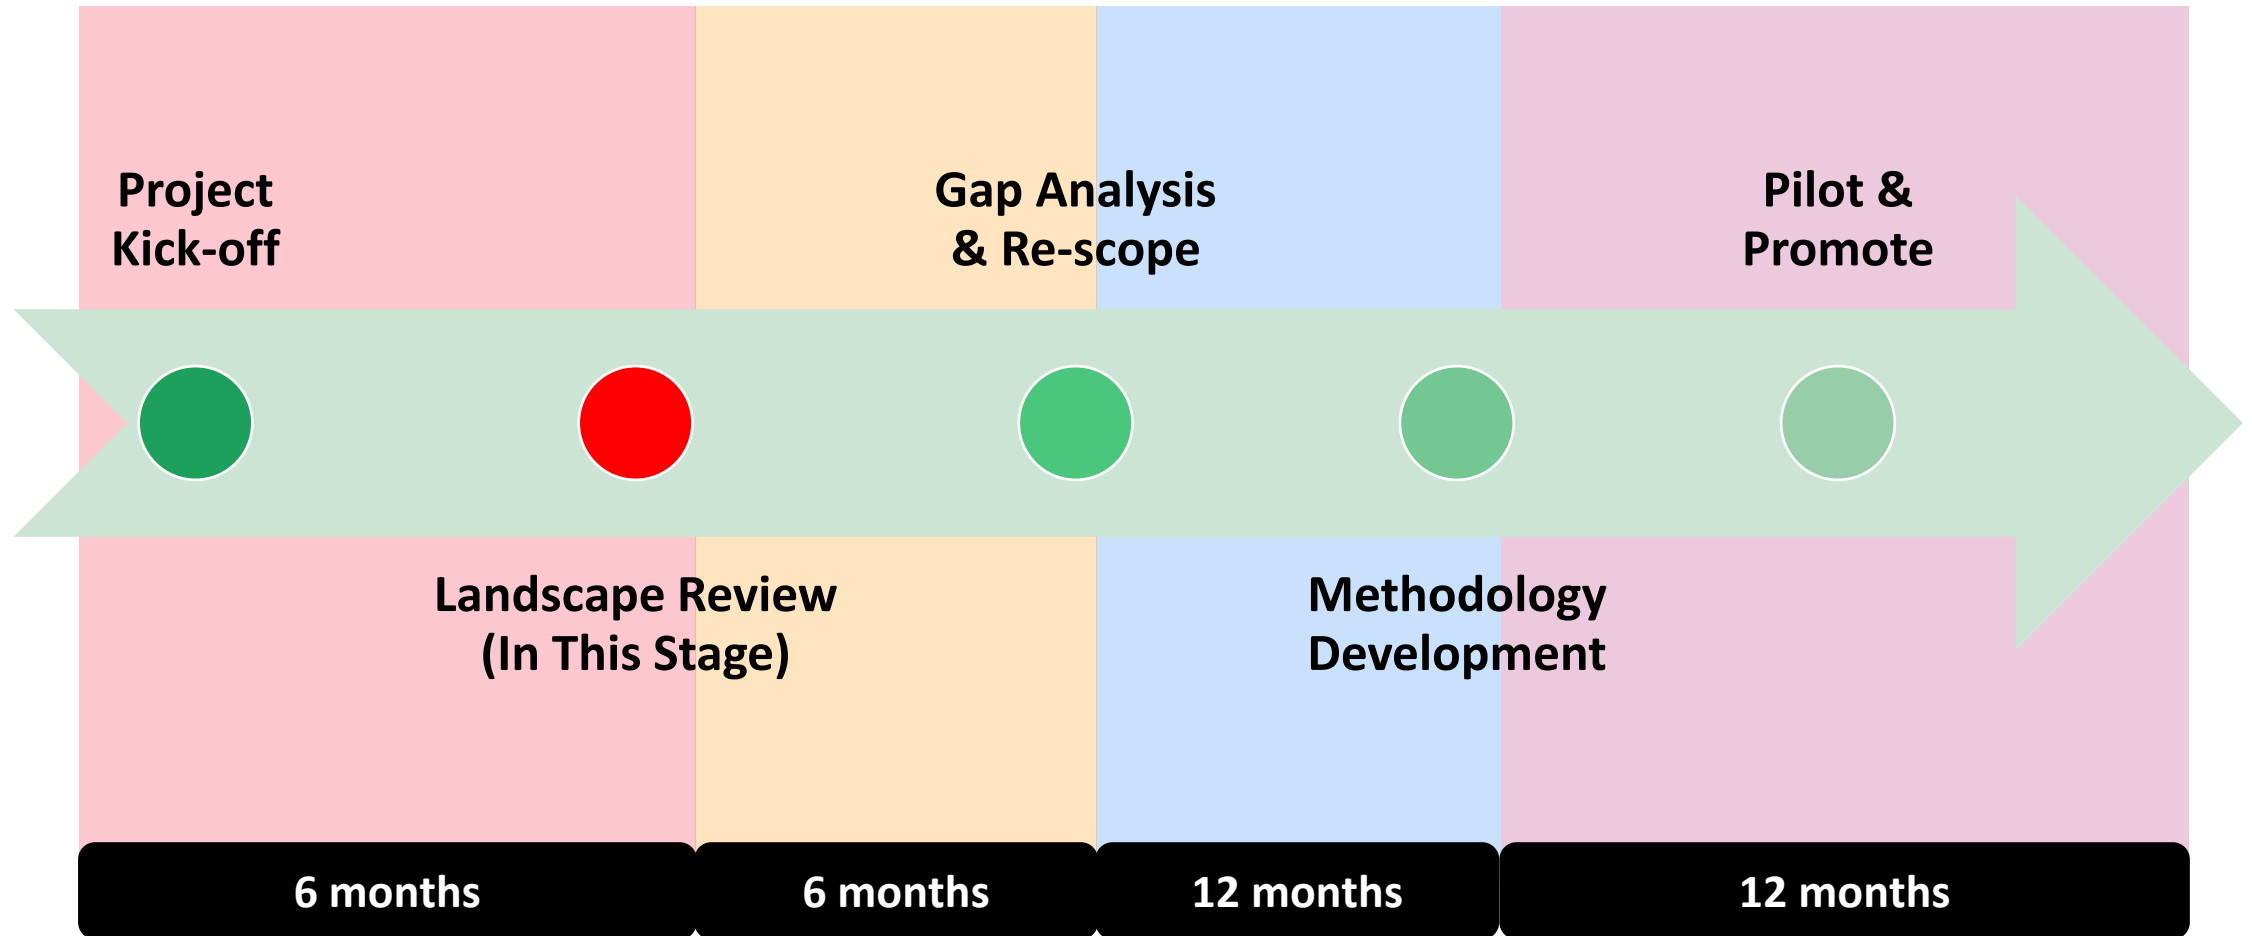 Project
Kick-off
Gap Analysis
& Re-scope
Pilot &
Promote
Landscape Review
(In This Stage)
Methodology
Development
6 months
6 months
12 months
12 months